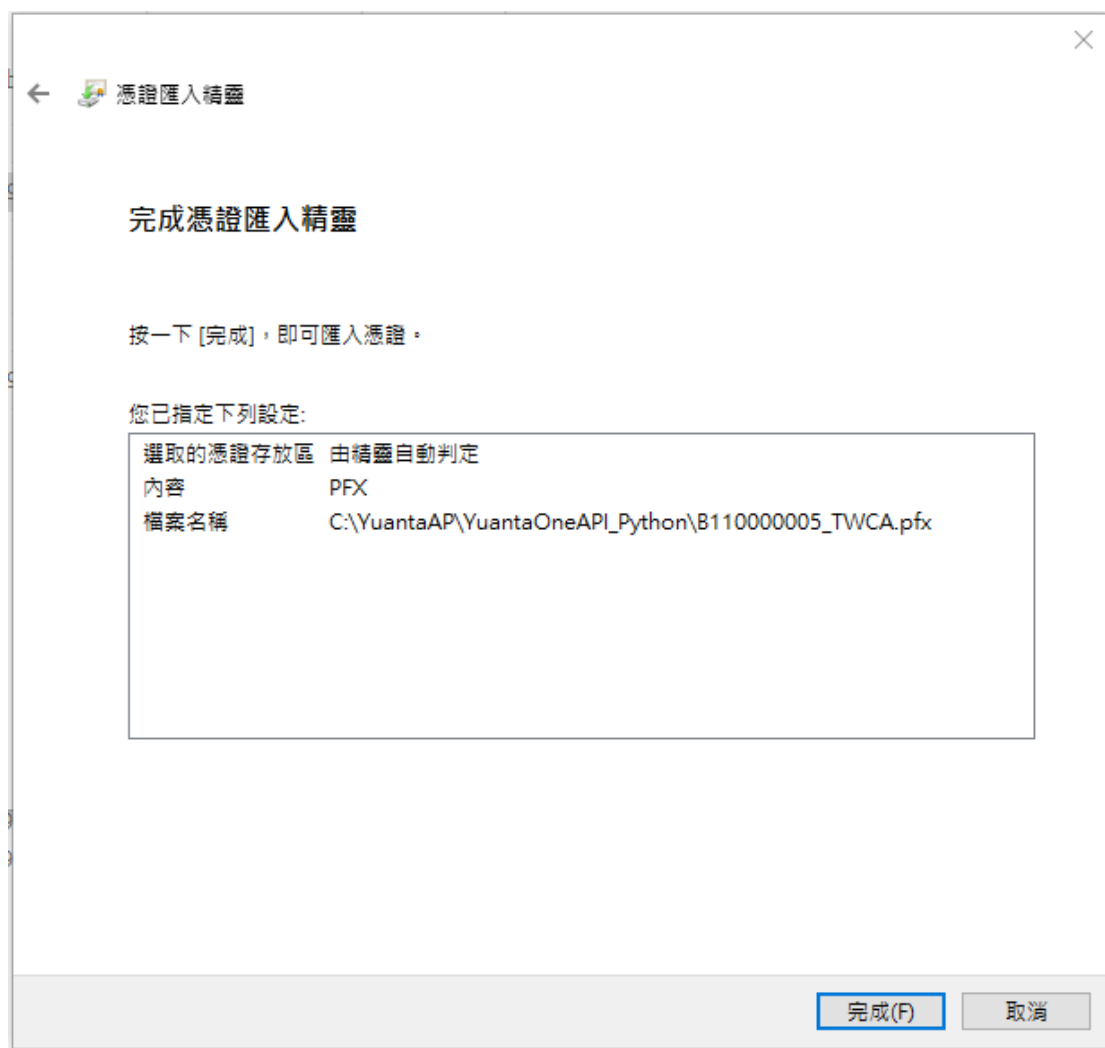 憑證匯入精靈
完成憑證匯入精靈
按一下 [完成]，即可匯入憑證。
您已指定下列設定:
選取的憑證存放區 由精靈自動判定
內容 PFX
檔案名稱 C:\YuantaAP\YuantaOneAPI_Python\B110000005_TWCA.pfx
完成(F) 取消